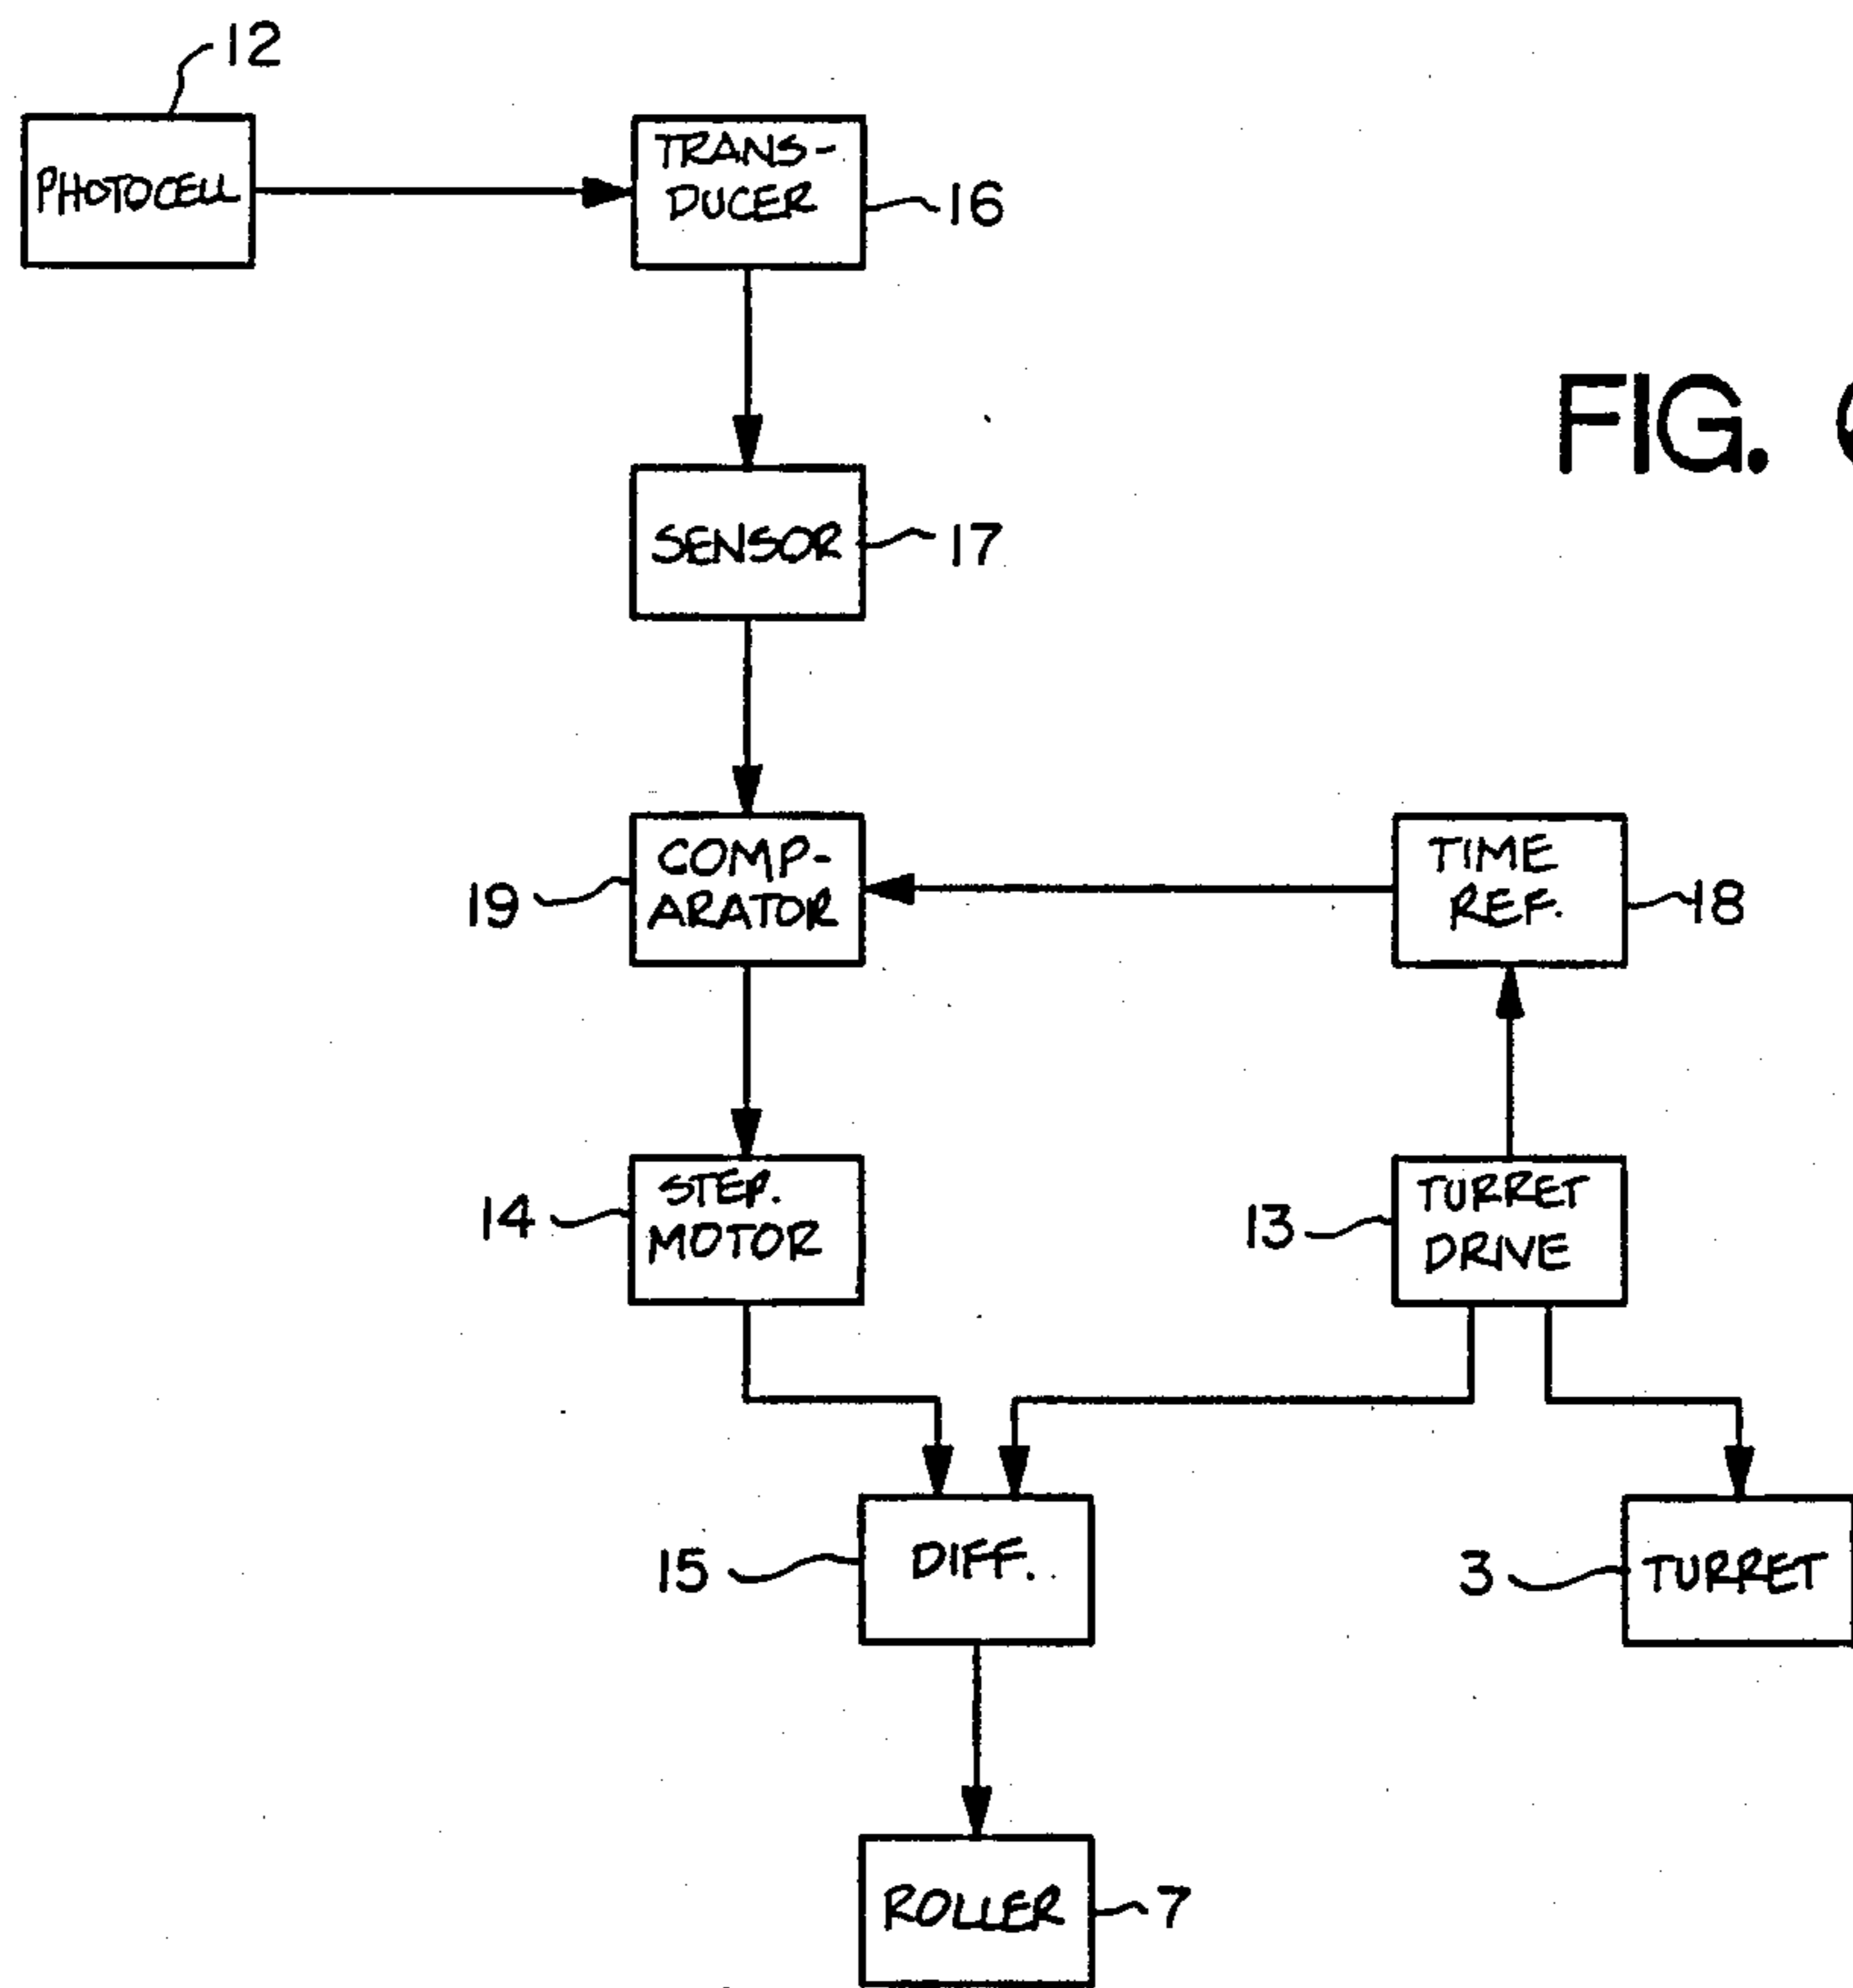 12
PHOTOCELL
TRANS-
DUCER
16
FIG.
SENSOR
17
COMP-
ARATOR
19
TIME
REF.
18
STEP.
MOTOR
14
TURRET
DRIVE
13
DIFF.
15
TURRET
3
ROLLER
7